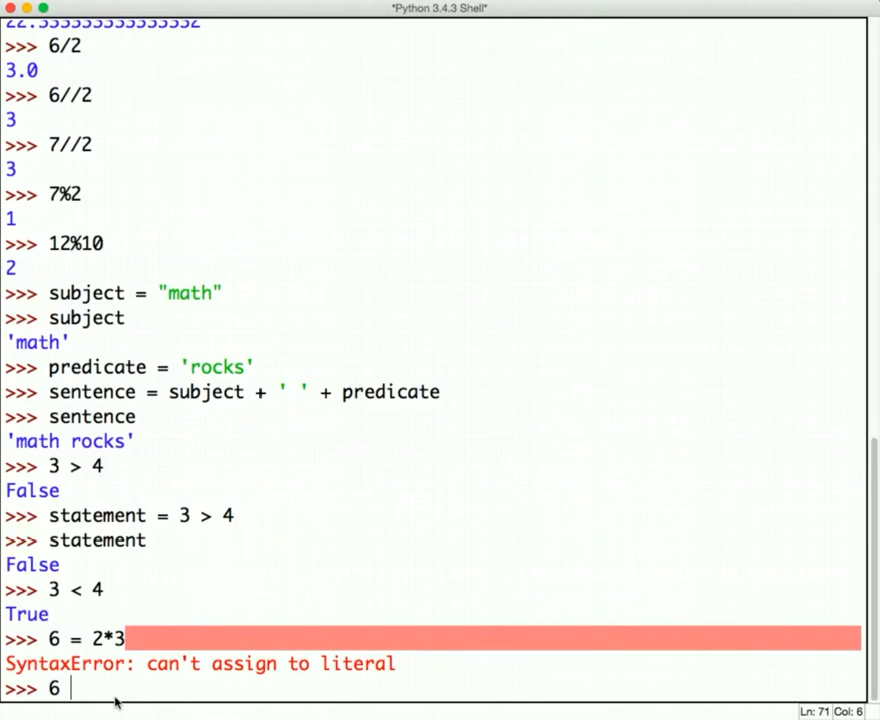 *Python 3.4.3 Shell*
>>> 6/2
3.0
>>> 6//2
3
>>> 7//2
3
>>> 7%2
1
>>> 12%10
2
>>> subject = "math"
>>> subject
'math'
>>> predicate = 'rocks'
>>> sentence = subject + ' ' + predicate
>>> sentence
'math rocks'
>>> 3 > 4
False
>>> statement = 3 > 4
>>> statement
False
>>> 3 < 4
True
>>> 6 = 2*3
SyntaxError: can't assign to literal
>>> 6
Ln: 71 Col: 6